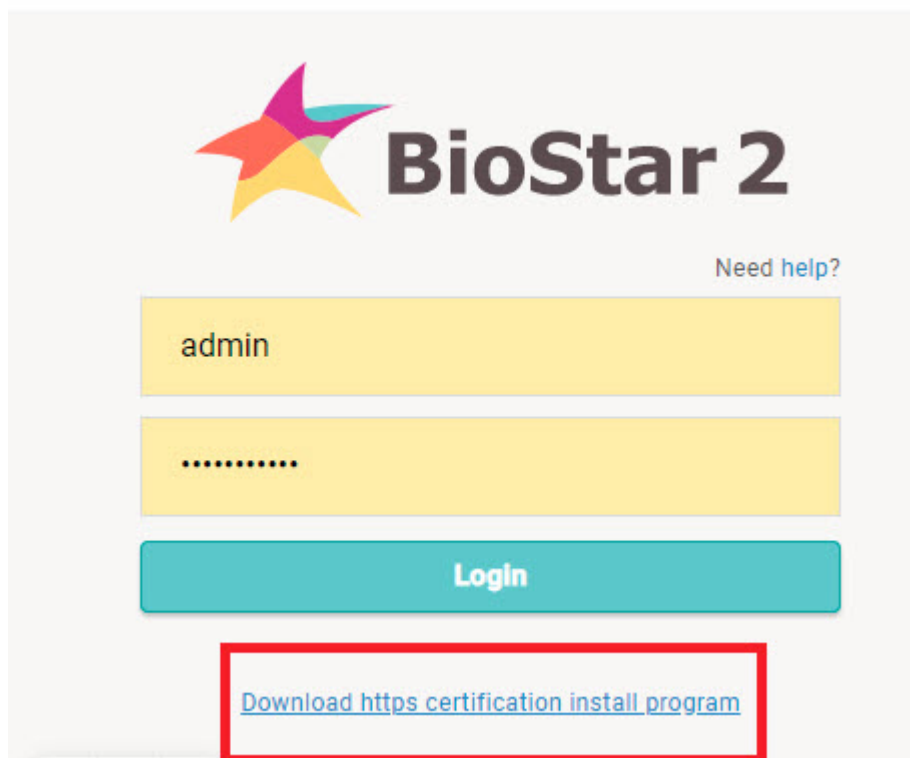 BioStar 2
Need help?
admin
•••••••••••
Login
Download https certification install program